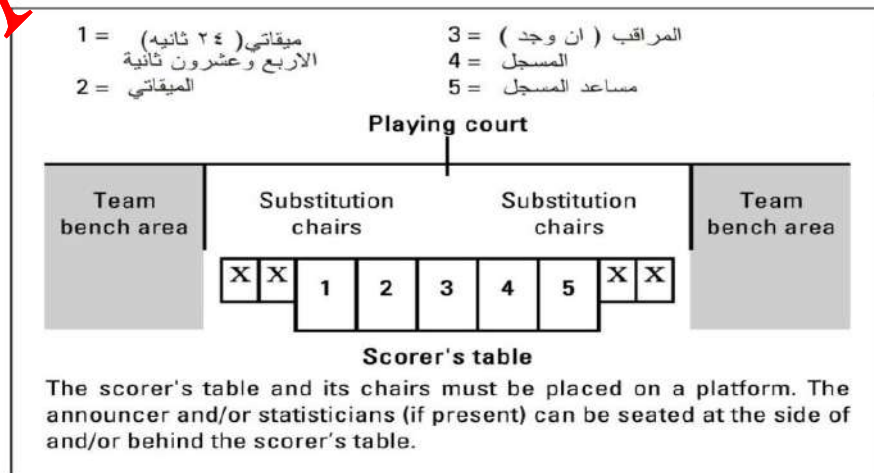 1 = ميقاتي( ٢٤ ثانيه)
الاربع وعشرون ثانية
2 = الميقاتي
3 = المراقب ( ان وجد )
4 = المسجل
5 = مساعد المسجل
Playing court
Team bench area
Substitution chairs
Substitution chairs
Team bench area
X X 1 2 3 4 5 X X
Scorer's table
The scorer's table and its chairs must be placed on a platform. The
announcer and/or statisticians (if present) can be seated at the side of
and/or behind the scorer's table.